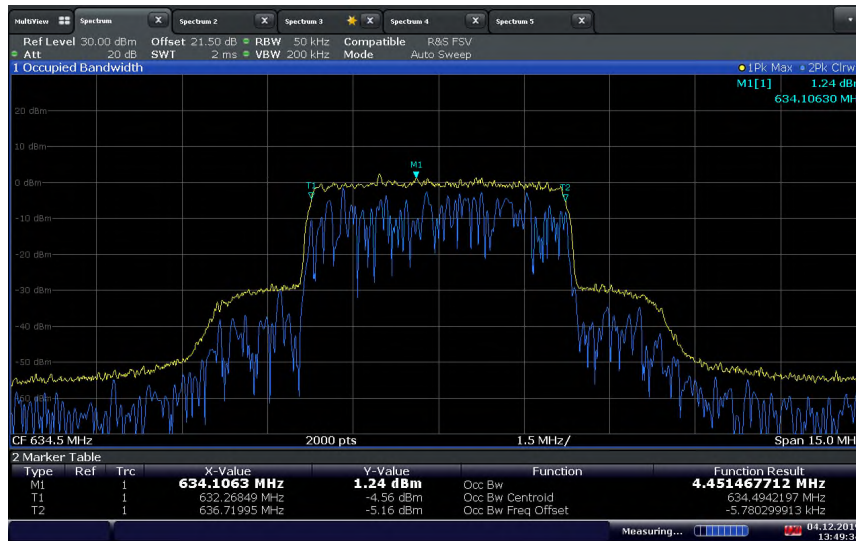 MultiView Spectrum X Spectrum 2 X Spectrum 3 X Spectrum 4 X Spectrum 5 X
Ref Level 30.00 dBm Offset 21.50 dB RBW 50 kHz Compatible R&S FSV
Att 20 dB SWT 2 ms VBW 200 kHz Mode Auto Sweep
1 Occupied Bandwidth 1Pk Max 2Pk Clrw
M1[1] 1.24 dBm
634.10630 MH
20 dBm
10 dBm
M1
0 dBm
T1 T2
-10 dBm
-20 dBm
-30 dBm
-40 dBm
-50 dBm
-60 dBm
CF 634.5 MHz 2000 pts 1.5 MHz/ Span 15.0 MH
2 Marker Table
Type Ref Trc X-Value Y-Value Function Function Result
M1 1 634.1063 MHz 1.24 dBm Occ Bw 4.451467712 MHz
T1 1 632.26849 MHz -4.56 dBm Occ Bw Centroid 634.4942197 MHz
T2 1 636.71995 MHz -5.16 dBm Occ Bw Freq Offset -5.780299913 kHz
Measuring... 04.12.201
13:49:3